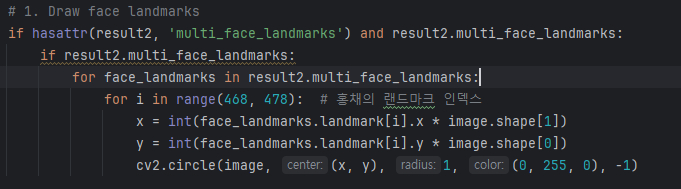 # 1. Draw face landmarks
if hasattr(result2, 'multi_face_landmarks') and result2.multi_face_landmarks:
if result2.multi_face_landmarks:
for face_landmarks in result2.multi_face_landmarks:
for i in range(468, 478):  # 홍채의 랜드마크 인덱스
x = int(face_landmarks.landmark[i].x * image.shape[1])
y = int(face_landmarks.landmark[i].y * image.shape[0])
cv2.circle(image, center: (x, y), radius: 1, color: (0, 255, 0), -1)